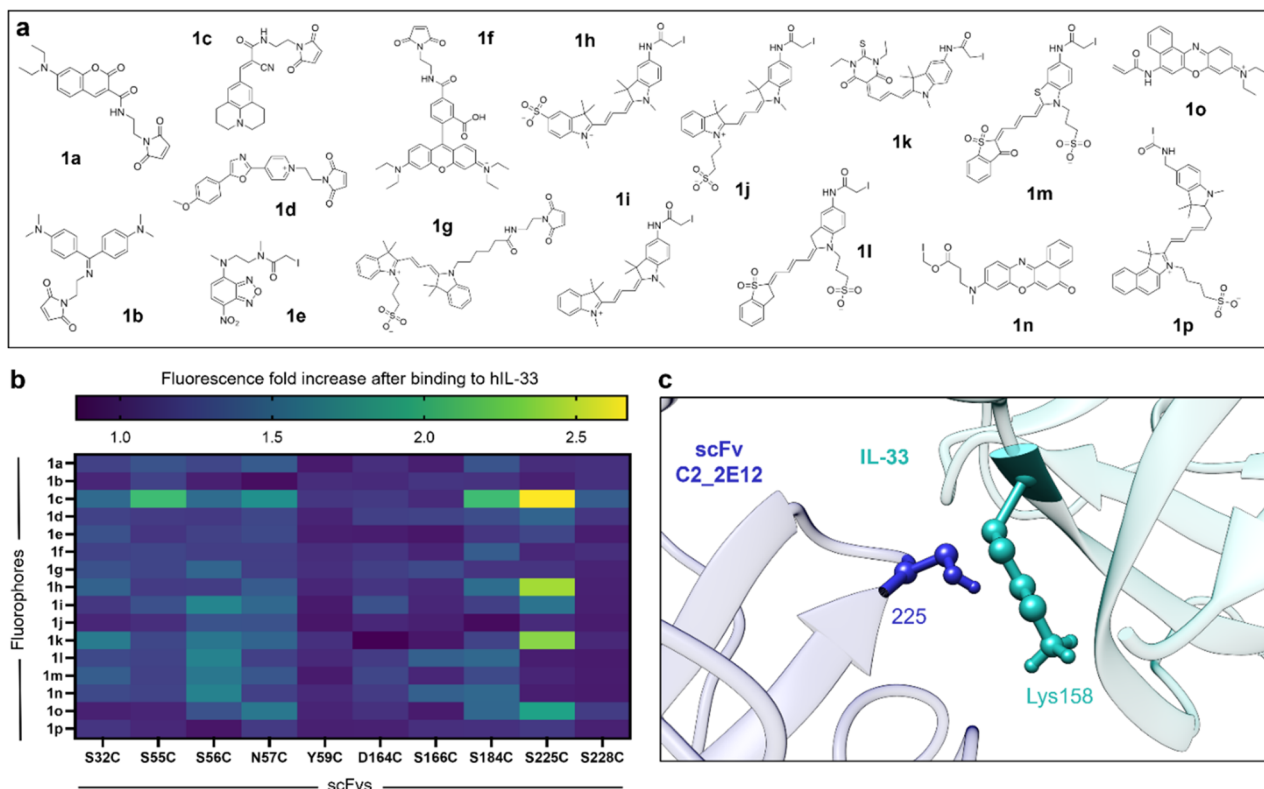 a
1a
1b
1c
1d
1e
1f
1g
1h
1i
1j
1k
1l
1m
1n
1o
1p
b
Fluorescence fold increase after binding to hIL-33
1.0 1.5 2.0 2.5
Fluorophores
1a
1b
1c
1d
1e
1f
1g
1h
1i
1j
1k
1l
1m
1n
1o
1p
S32C S55C S56C N57C Y59C D164C S166C S184C S225C S228C
scFvs
c
scFv
C2_2E12
IL-33
225
Lys158